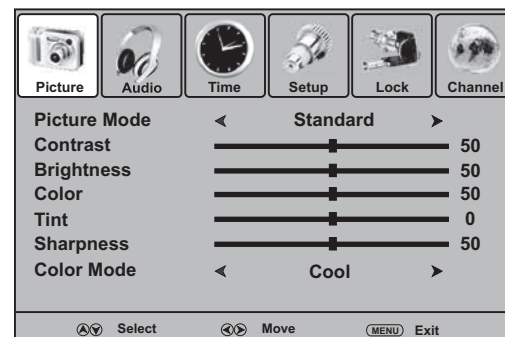 Picture Audio Time Setup Lock Channel
Picture Mode Standard
Contrast 50
Brightness 50
Color 50
Tint 0
Sharpness 50
Color Mode Cool
Select Move MENU Exit